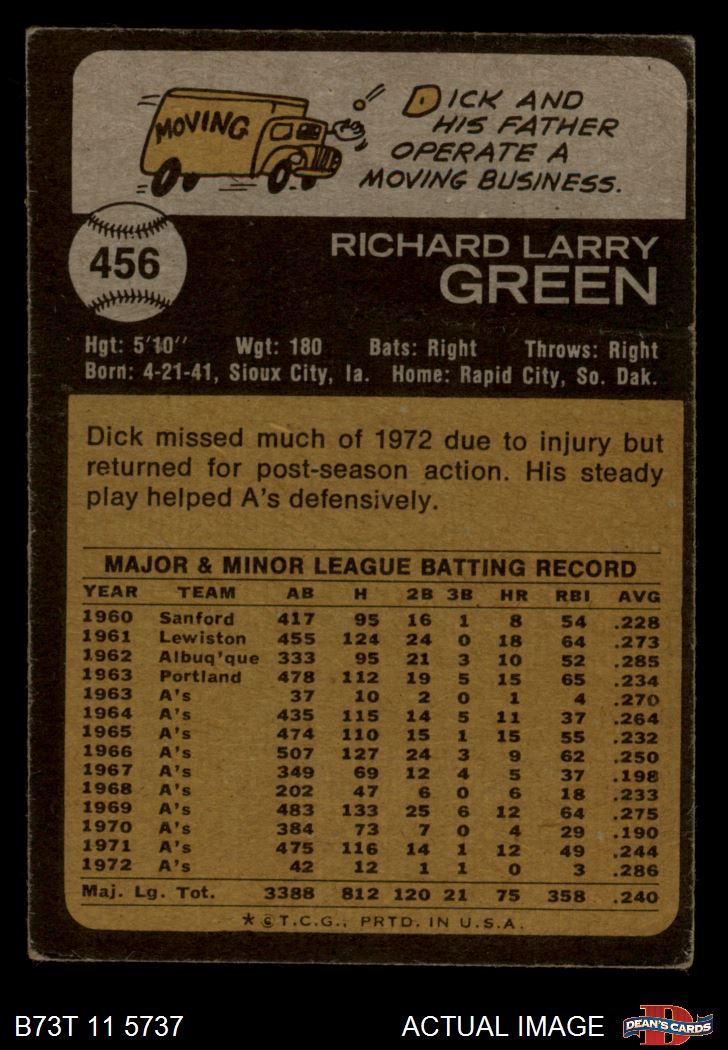 MOVING
DICK AND
HIS FATHER
OPERATE A
MOVING BUSINESS.
456
RICHARD LARRY
GREEN
Hgt: 5'10'' Wgt: 180 Bats: Right Throws: Right
Born: 4-21-41, Sioux City, Ia. Home: Rapid City, So. Dak.
Dick missed much of 1972 due to injury but
returned for post-season action. His steady
play helped A's defensively.
MAJOR & MINOR LEAGUE BATTING RECORD
YEAR TEAM AB H 2B 3B HR RBI AVG
1960 Sanford 417 95 16 1 8 54 .228
1961 Lewiston 455 124 24 0 18 64 .273
1962 Albuq'que 333 95 21 3 10 52 .285
1963 Portland 478 112 19 5 15 65 .234
1963 A's 37 10 2 0 1 4 .270
1964 A's 435 115 14 5 11 37 .264
1965 A's 474 110 15 1 15 55 .232
1966 A's 507 127 24 3 9 62 .250
1967 A's 349 69 12 4 5 37 .198
1968 A's 202 47 6 0 6 18 .233
1969 A's 483 133 25 6 12 64 .275
1970 A's 384 73 7 0 4 29 .190
1971 A's 475 116 14 1 12 49 .244
1972 A's 42 12 1 1 0 3 .286
Maj. Lg. Tot. 3388 812 120 21 75 358 .240
* © T.C.G., PRTD. IN U.S.A.
B73T 11 5737 ACTUAL IMAGE DEAN'S CARDS